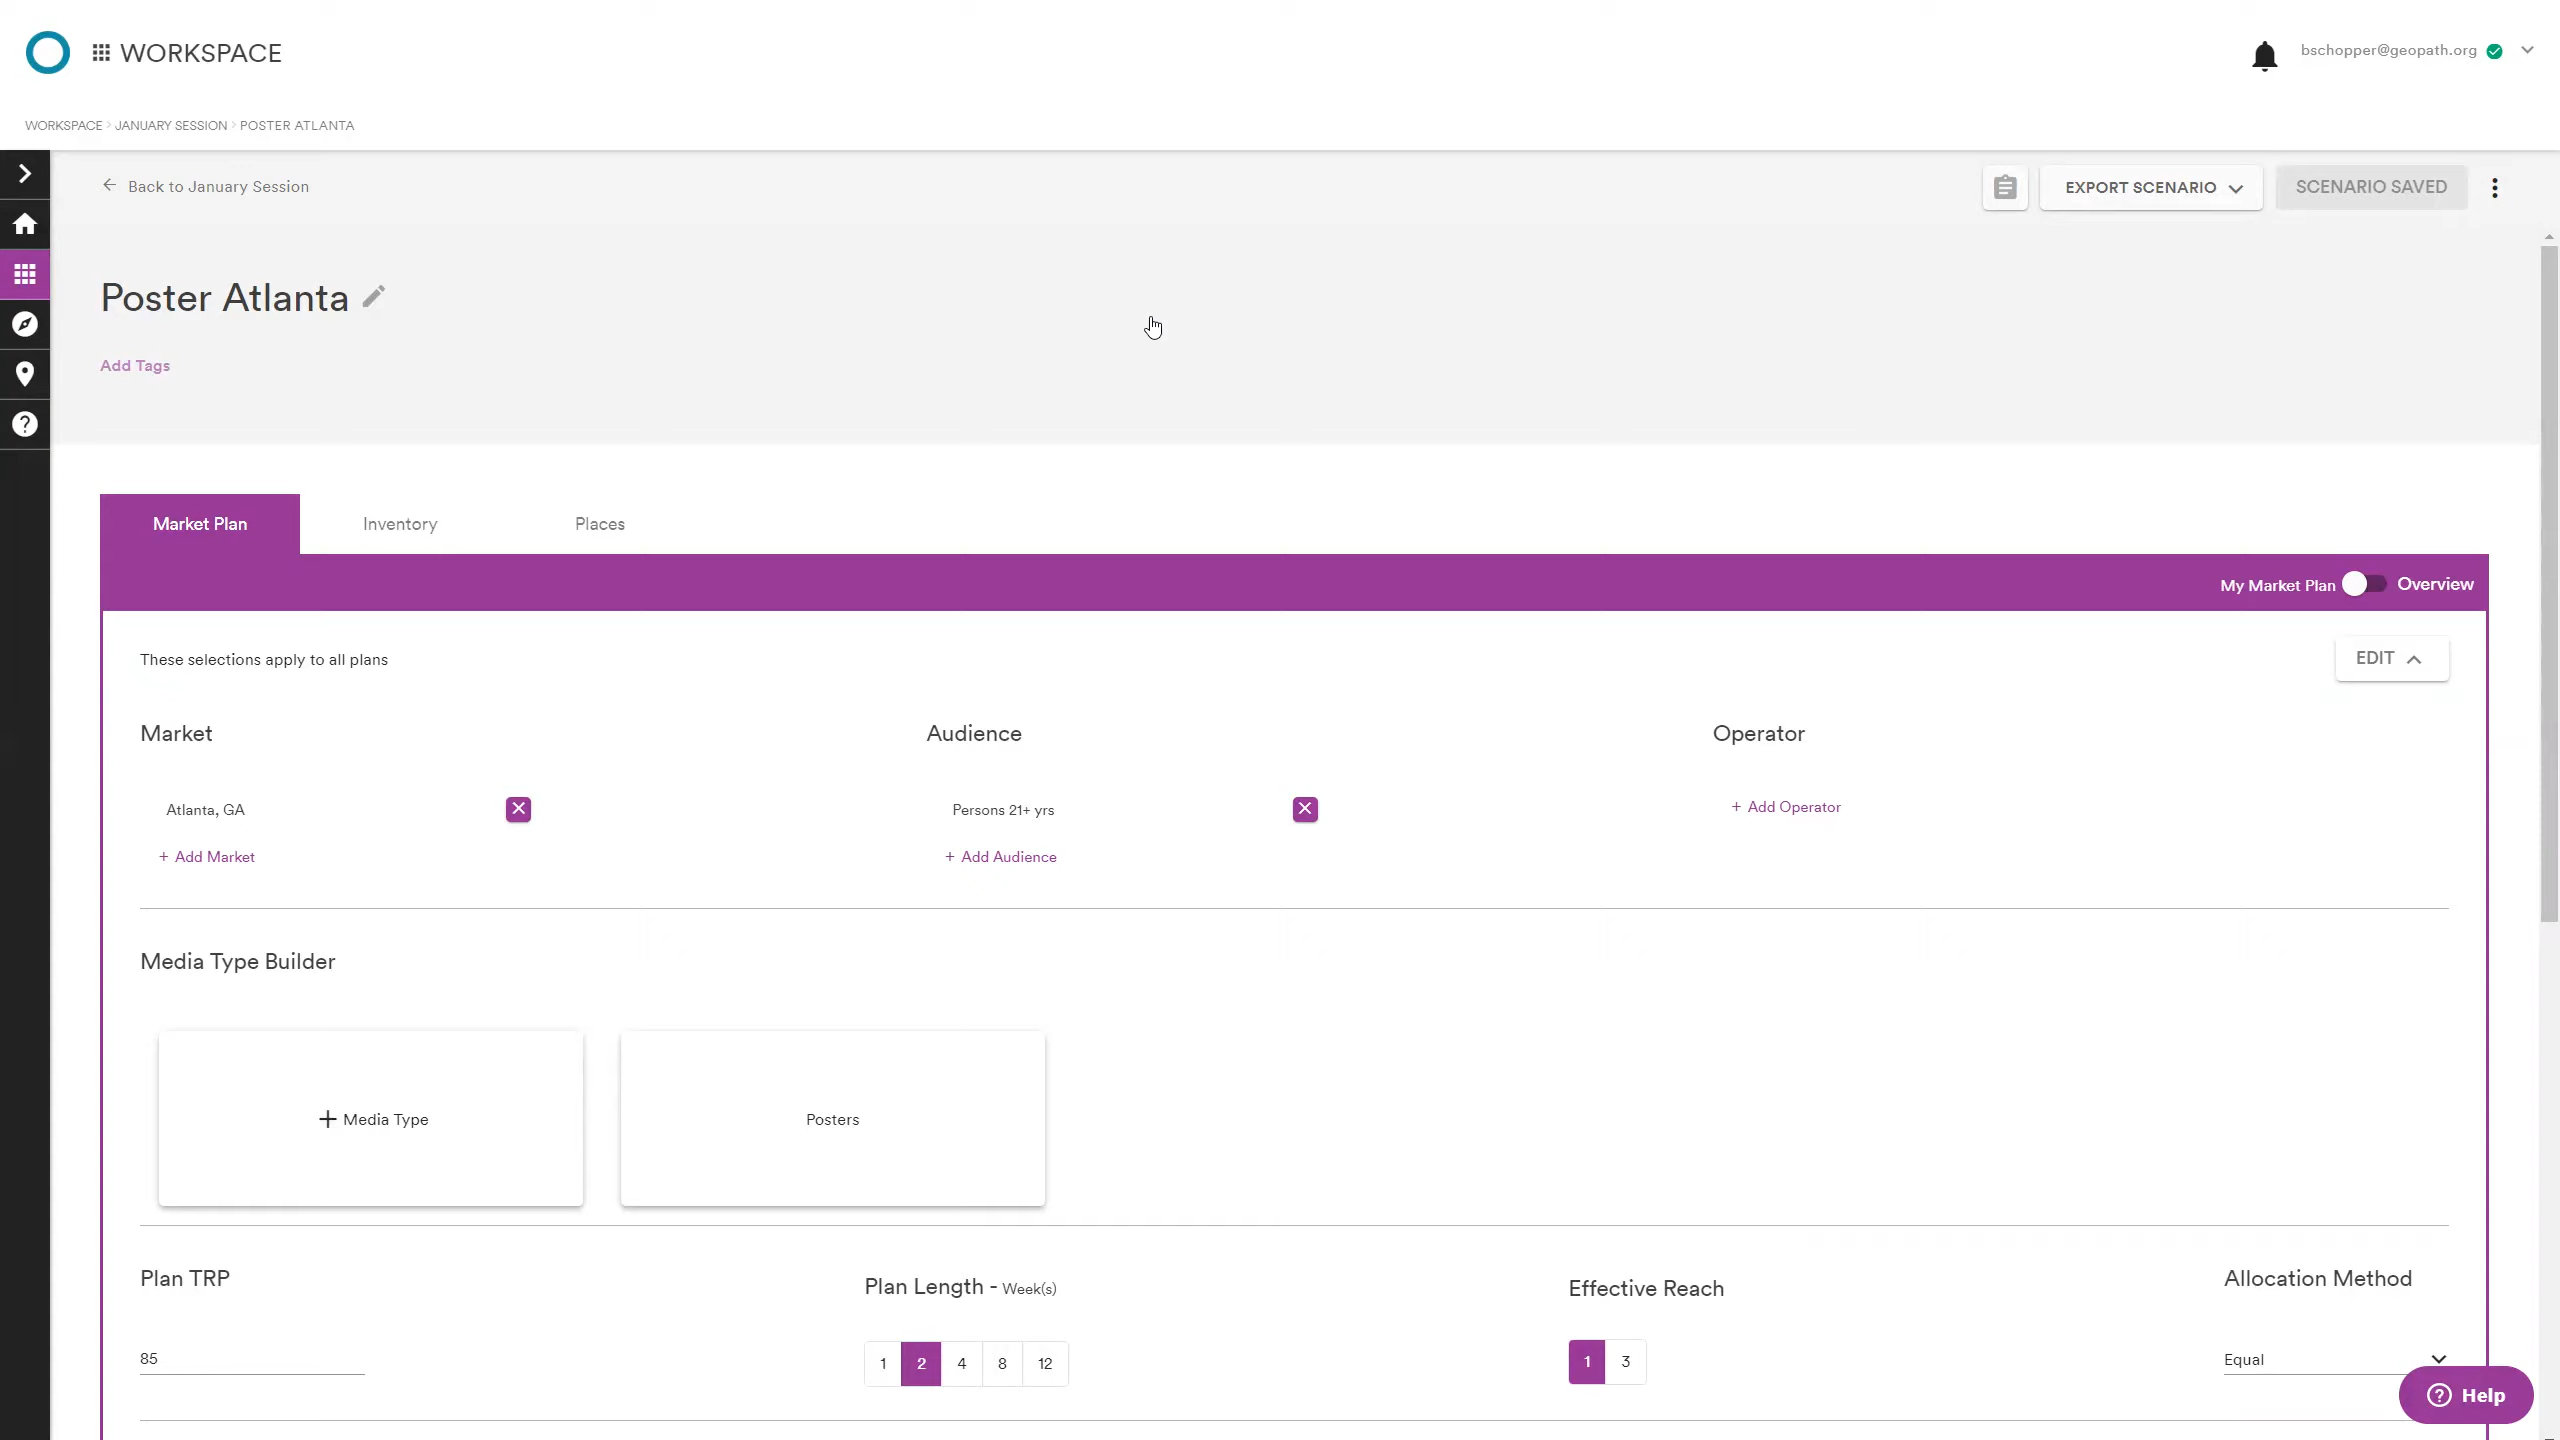 WORKSPACE
bschopper@geopath.org
WORKSPACE > JANUARY SESSION > POSTER ATLANTA
← Back to January Session
EXPORT SCENARIO
SCENARIO SAVED
Poster Atlanta
Add Tags
Market Plan
Inventory
Places
My Market Plan
Overview
These selections apply to all plans
EDIT
Market
Audience
Operator
Atlanta, GA
Persons 21+ yrs
+ Add Operator
+ Add Market
+ Add Audience
Media Type Builder
+ Media Type
Posters
Plan TRP
Plan Length - Week(s)
Effective Reach
Allocation Method
85
1 2 4 8 12
1 3
Equal
? Help